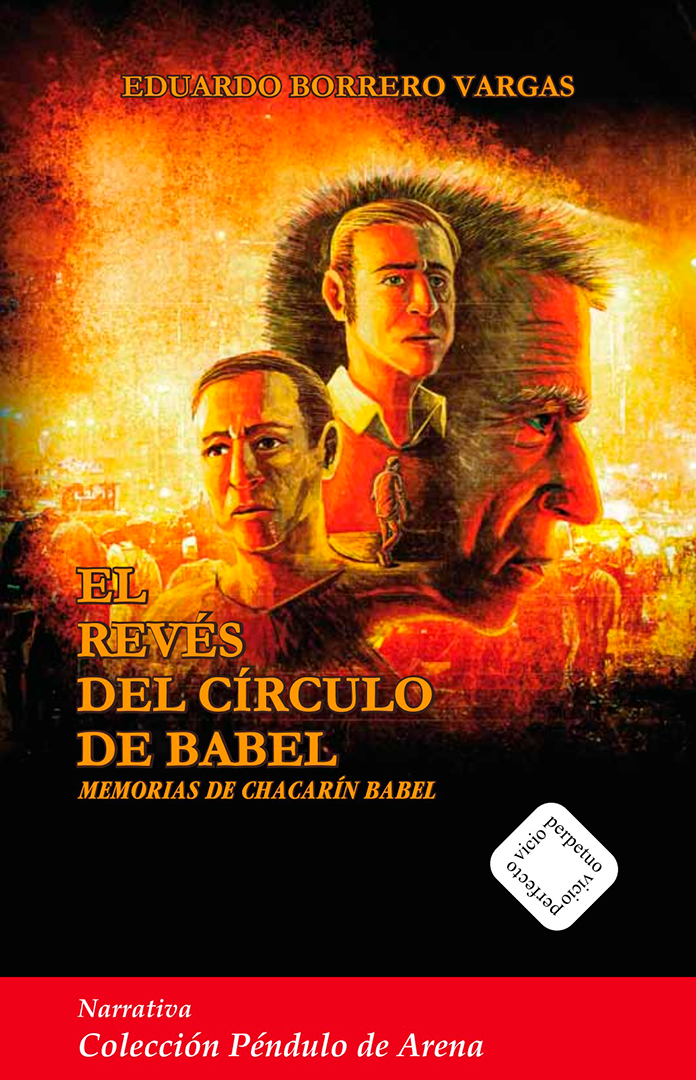 EDUARDO BORRERO VARGAS
EL
REVÉS
DEL CÍRCULO
DE BABEL
MEMORIAS DE CHACARÍN BABEL
vicio
perpetuo
vicio
perfecto
Narrativa
Colección Péndulo de Arena